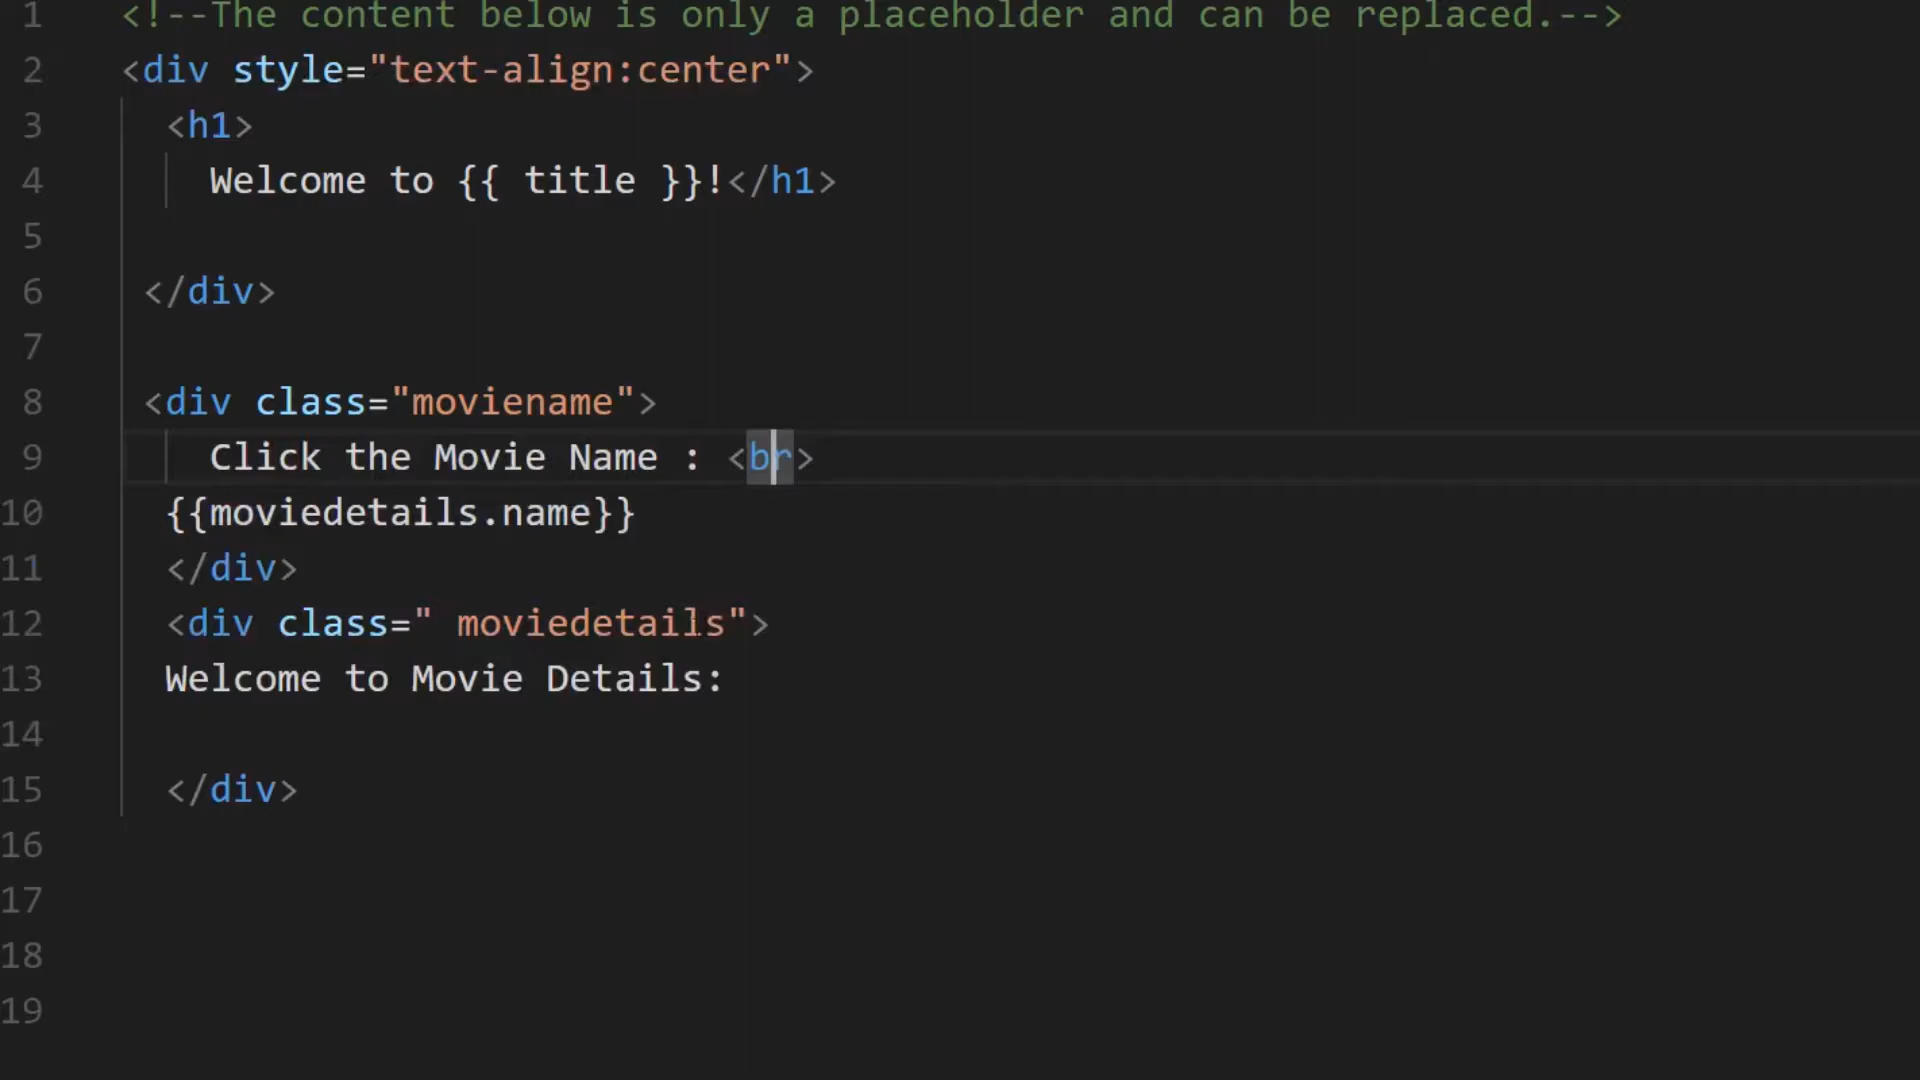 1 <!--The content below is only a placeholder and can be replaced.-->
2 <div style="text-align:center">
3 <h1>
4 Welcome to {{ title }}!</h1>
5
6 </div>
7
8 <div class="moviename">
9 Click the Movie Name : <br>
10 {{moviedetails.name}}
11 </div>
12 <div class=" moviedetails">
13 Welcome to Movie Details:
14
15 </div>
16
17
18
19